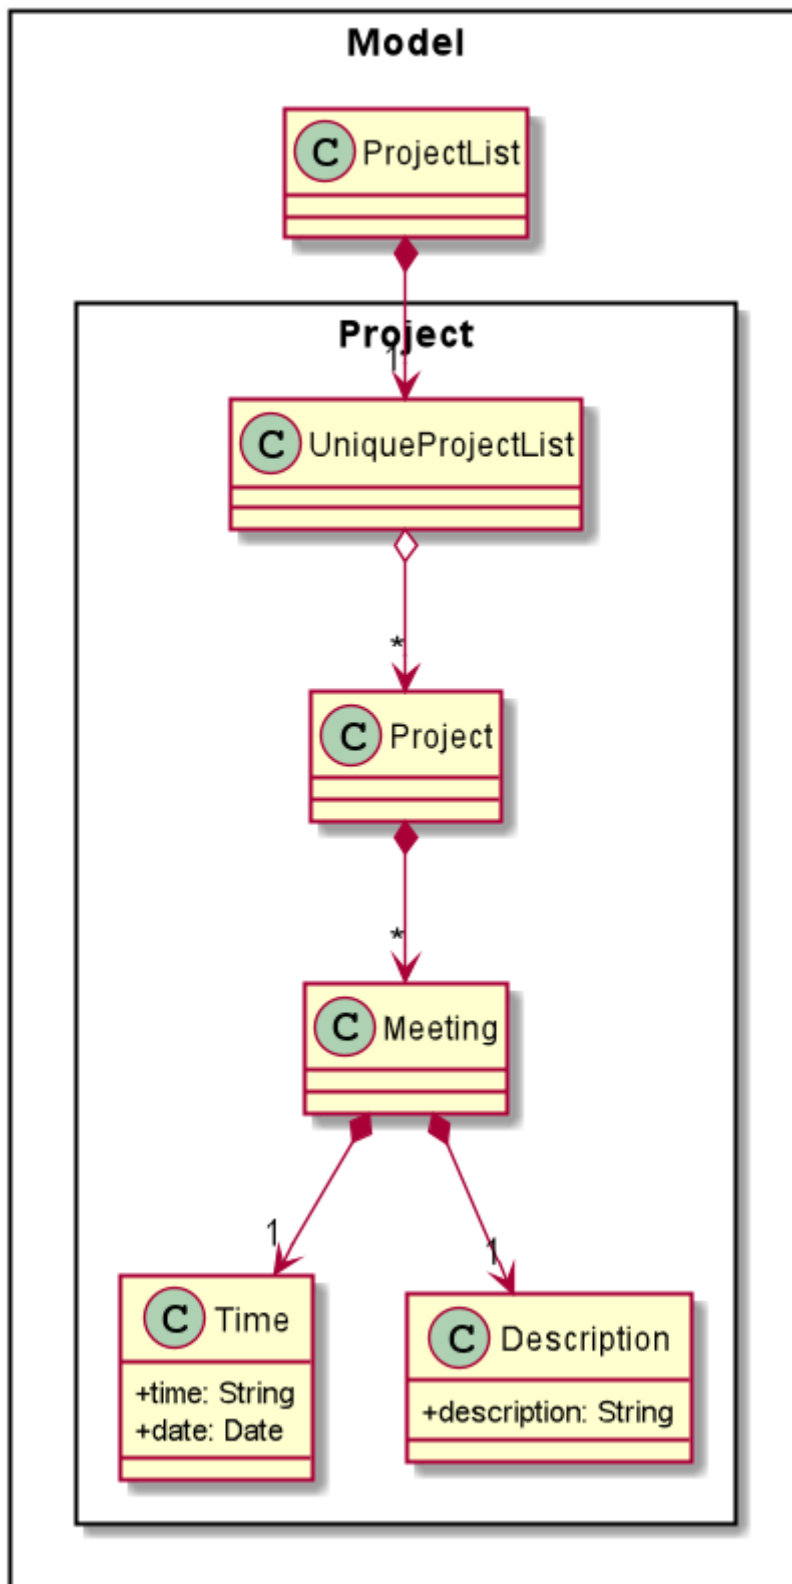 Model
C ProjectList
Project
1
C UniqueProjectList
*
C Project
*
C Meeting
1
1
C Time
+time: String
+date: Date
C Description
+description: String